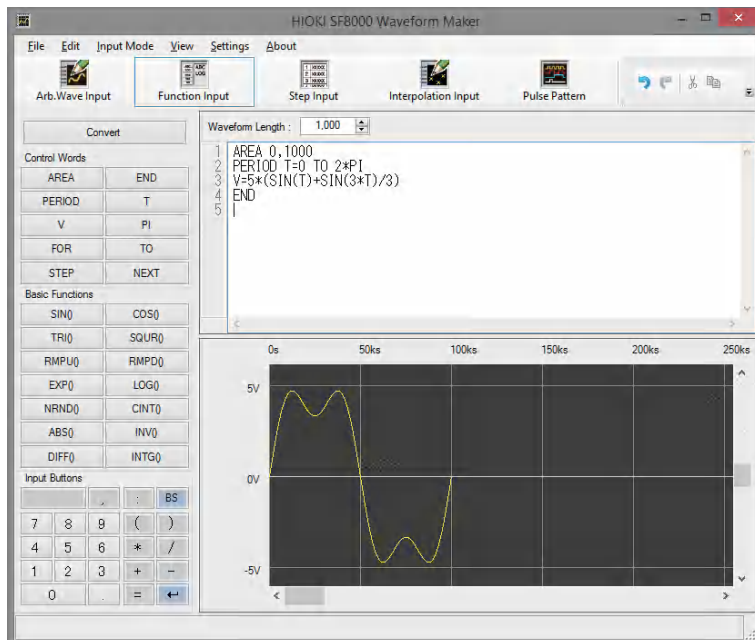 HIOKI SF8000 Waveform Maker
File Edit Input Mode View Settings About
Arb.Wave Input Function Input Step Input Interpolation Input Pulse Pattern
Convert
Waveform Length : 1,000
1 AREA 0,1000
2 PERIOD T=0 TO 2*PI
3 V=5*(SIN(T)+SIN(3*T)/3)
4 END
5
Control Words
AREA END
PERIOD T
V PI
FOR TO
STEP NEXT
Basic Functions
SIN() COS()
TRI() SQUR()
RMPU() RMPD()
EXP() LOG()
NRND() CINT()
ABS() INV()
DIFF() INTG()
Input Buttons
, : BS
7 8 9 ( )
4 5 6 * /
1 2 3 + -
0 . =
0s 50ks 100ks 150ks 200ks 250ks
5V
0V
-5V